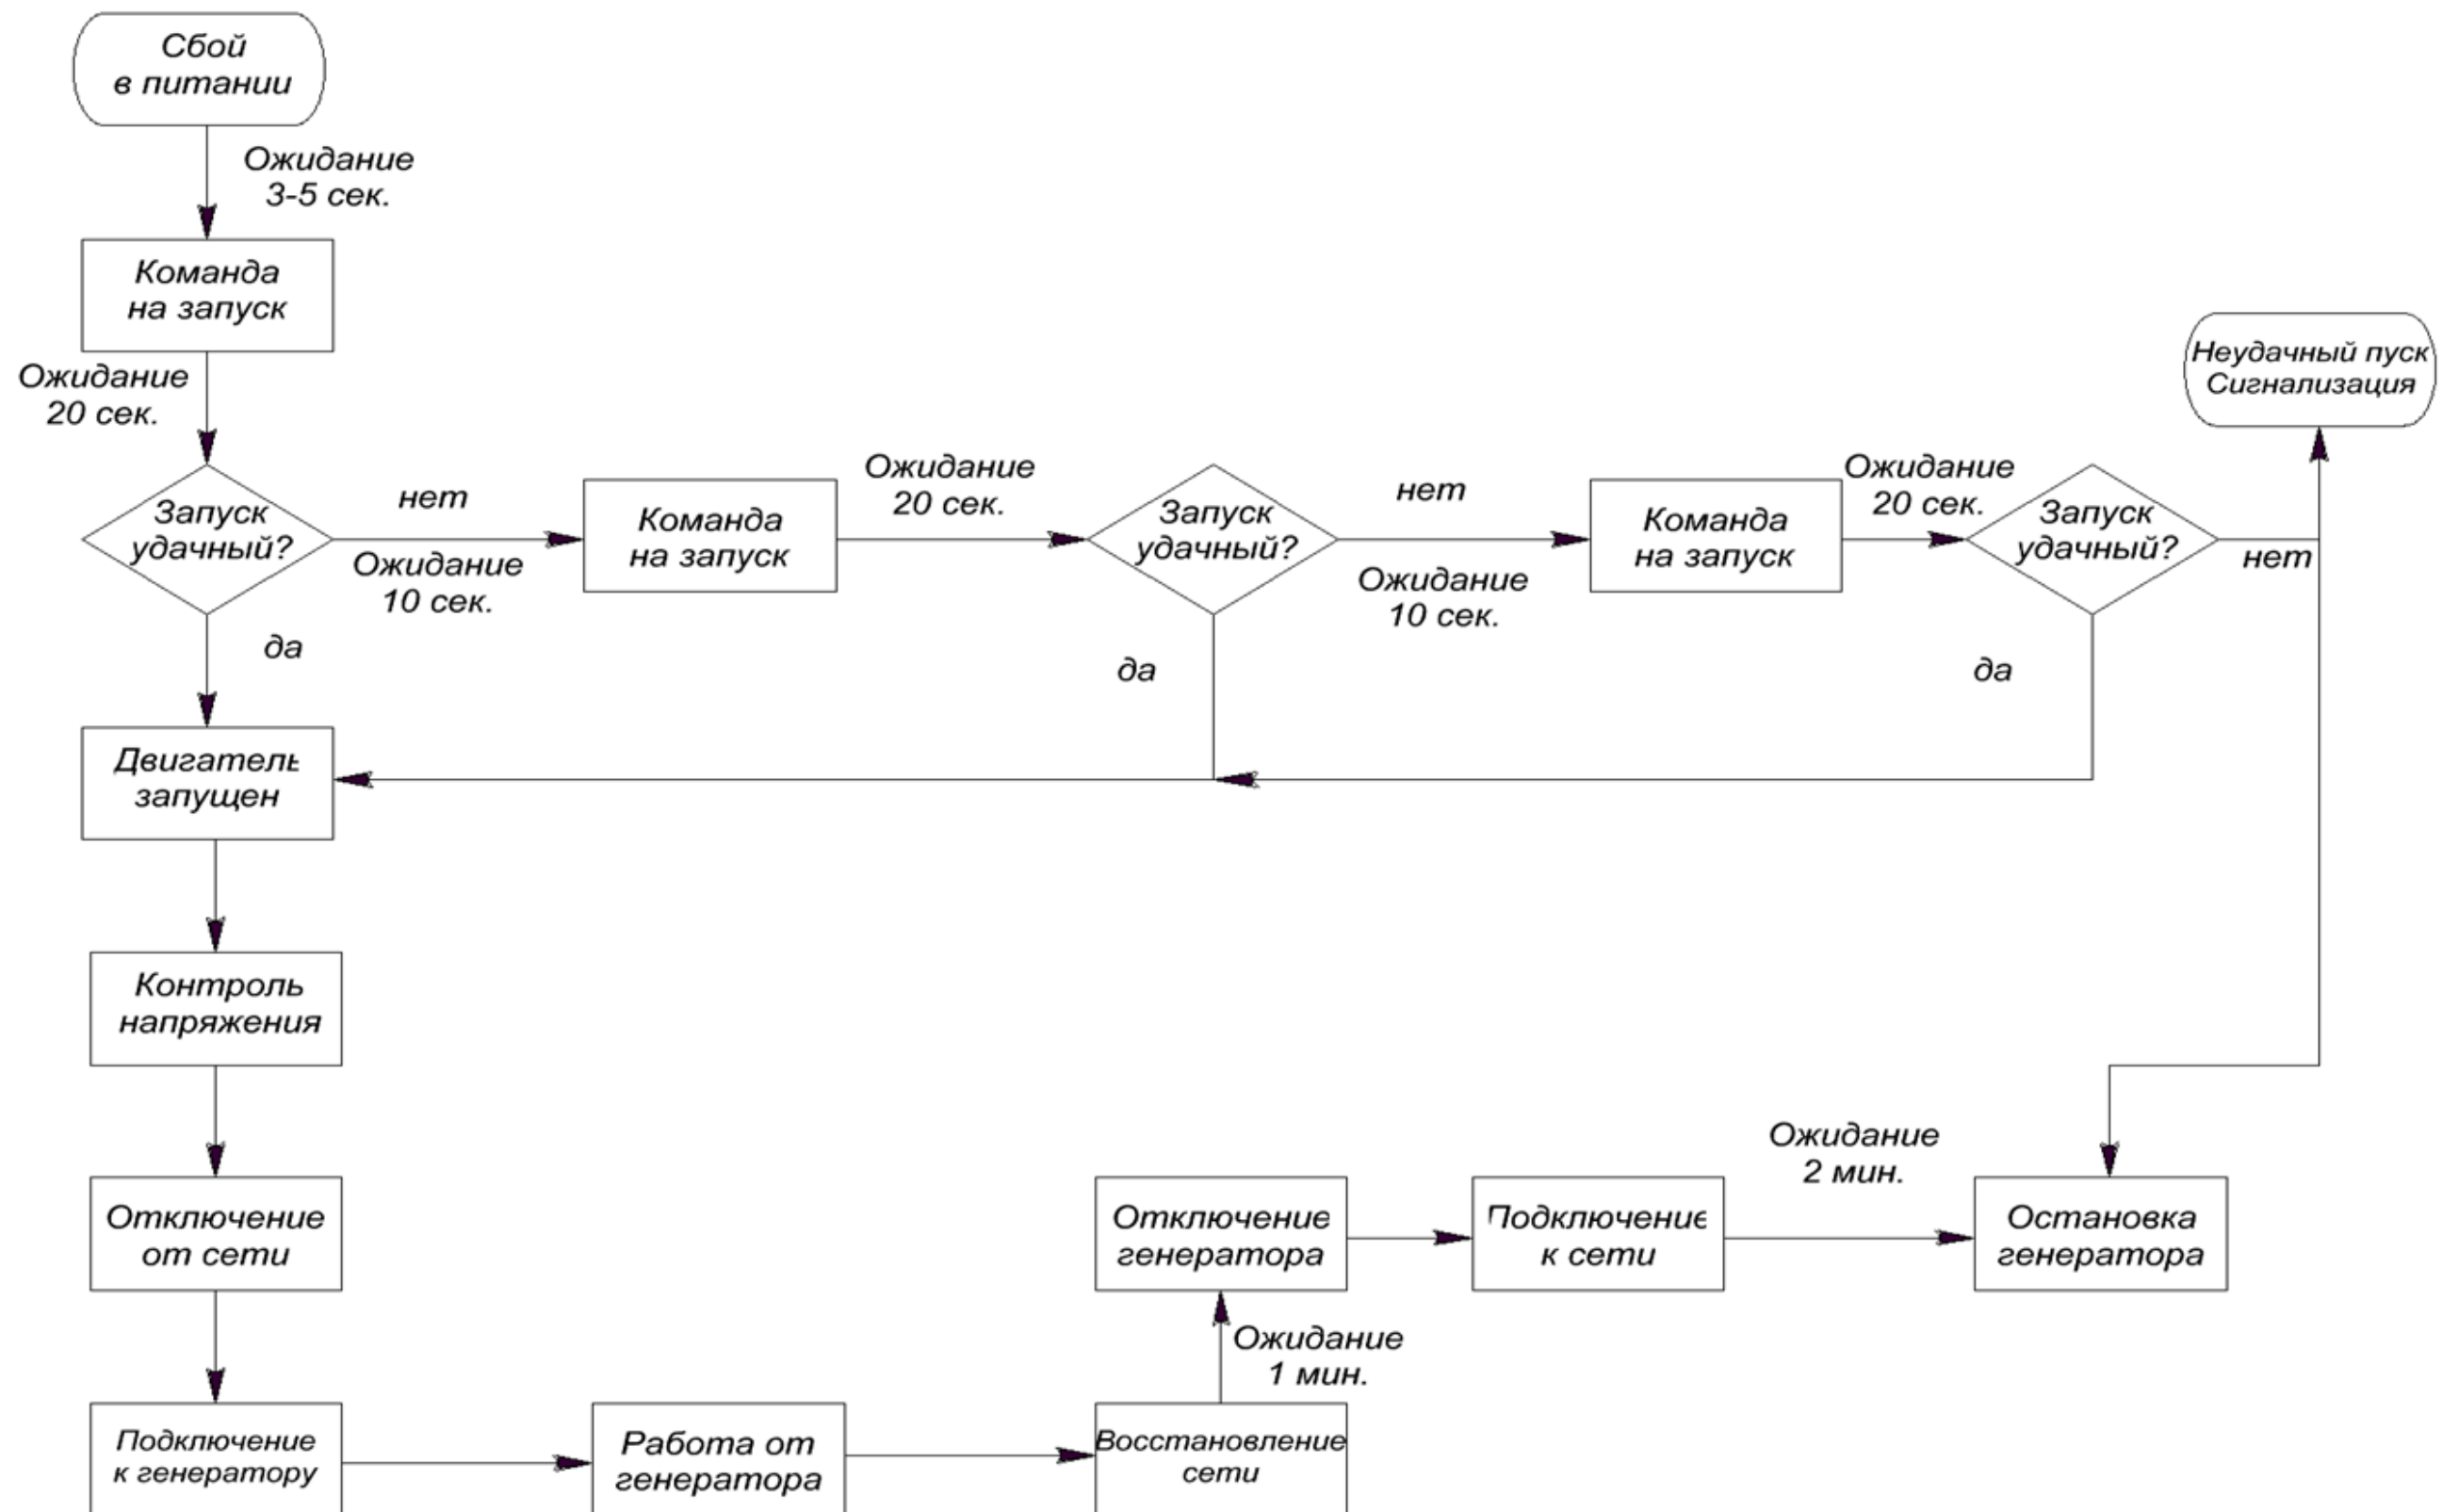 Сбой
в питании
Ожидание
3-5 сек.
Команда
на запуск
Ожидание
20 сек.
Запуск
удачный?
нет
Ожидание
10 сек.
Команда
на запуск
Ожидание
20 сек.
Запуск
удачный?
нет
Ожидание
10 сек.
Команда
на запуск
Ожидание
20 сек.
Запуск
удачный?
нет
Неудачный пуск
Сигнализация
да
да
да
Двигатель
запущен
Контроль
напряжения
Отключение
от сети
Подключение
к генератору
Работа от
генератора
Восстановление
сети
Ожидание
1 мин.
Отключение
генератора
Подключение
к сети
Ожидание
2 мин.
Остановка
генератора